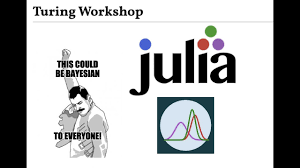 Turing Workshop
THIS COULD
BE BAYESIAN
TO EVERYONE!
julia